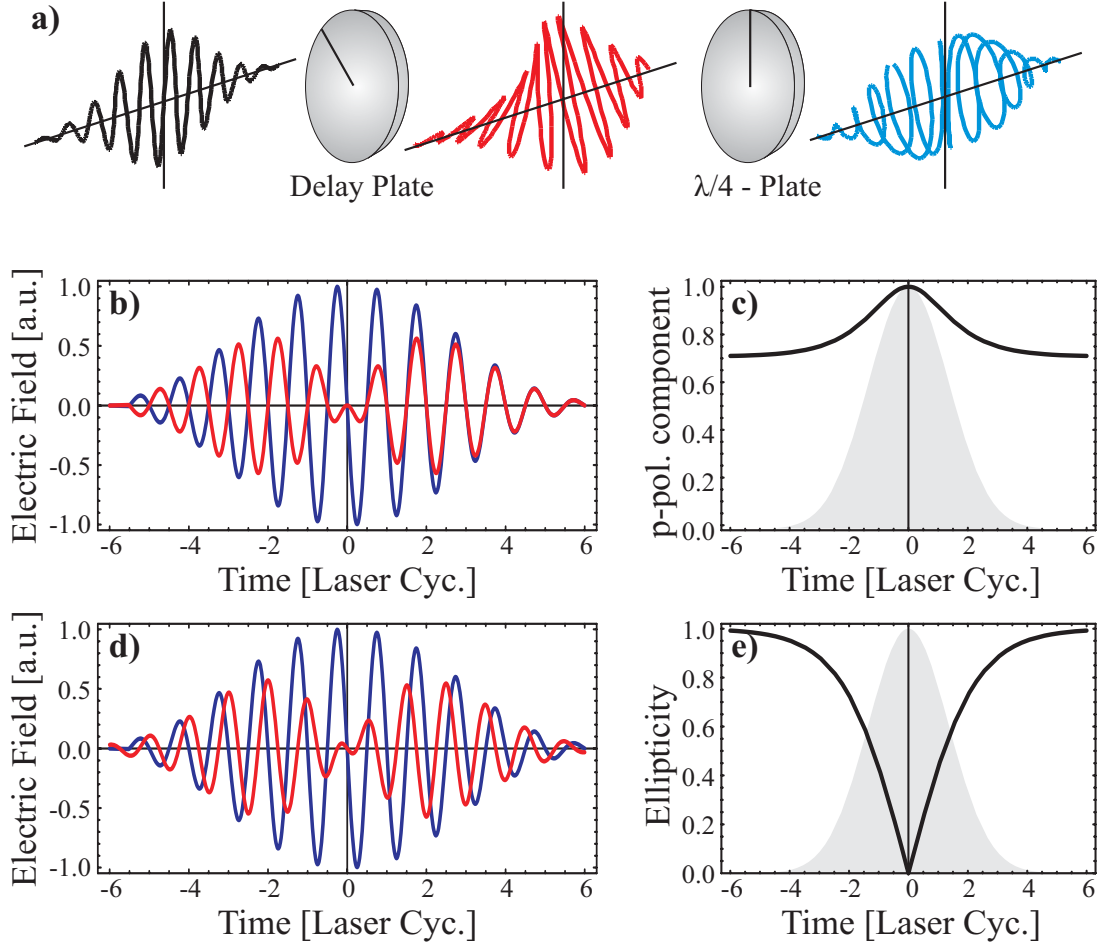 a)
Delay Plate
λ/4 - Plate
b)
Electric Field [a.u.]
1.0
0.5
0.0
-0.5
-1.0
-6 -4 -2 0 2 4 6
Time [Laser Cyc.]
c)
p-pol. component
1.0
0.8
0.6
0.4
0.2
0.0
-6 -4 -2 0 2 4 6
Time [Laser Cyc.]
d)
Electric Field [a.u.]
1.0
0.5
0.0
-0.5
-1.0
-6 -4 -2 0 2 4 6
Time [Laser Cyc.]
e)
Ellipticity
1.0
0.8
0.6
0.4
0.2
0.0
-6 -4 -2 0 2 4 6
Time [Laser Cyc.]